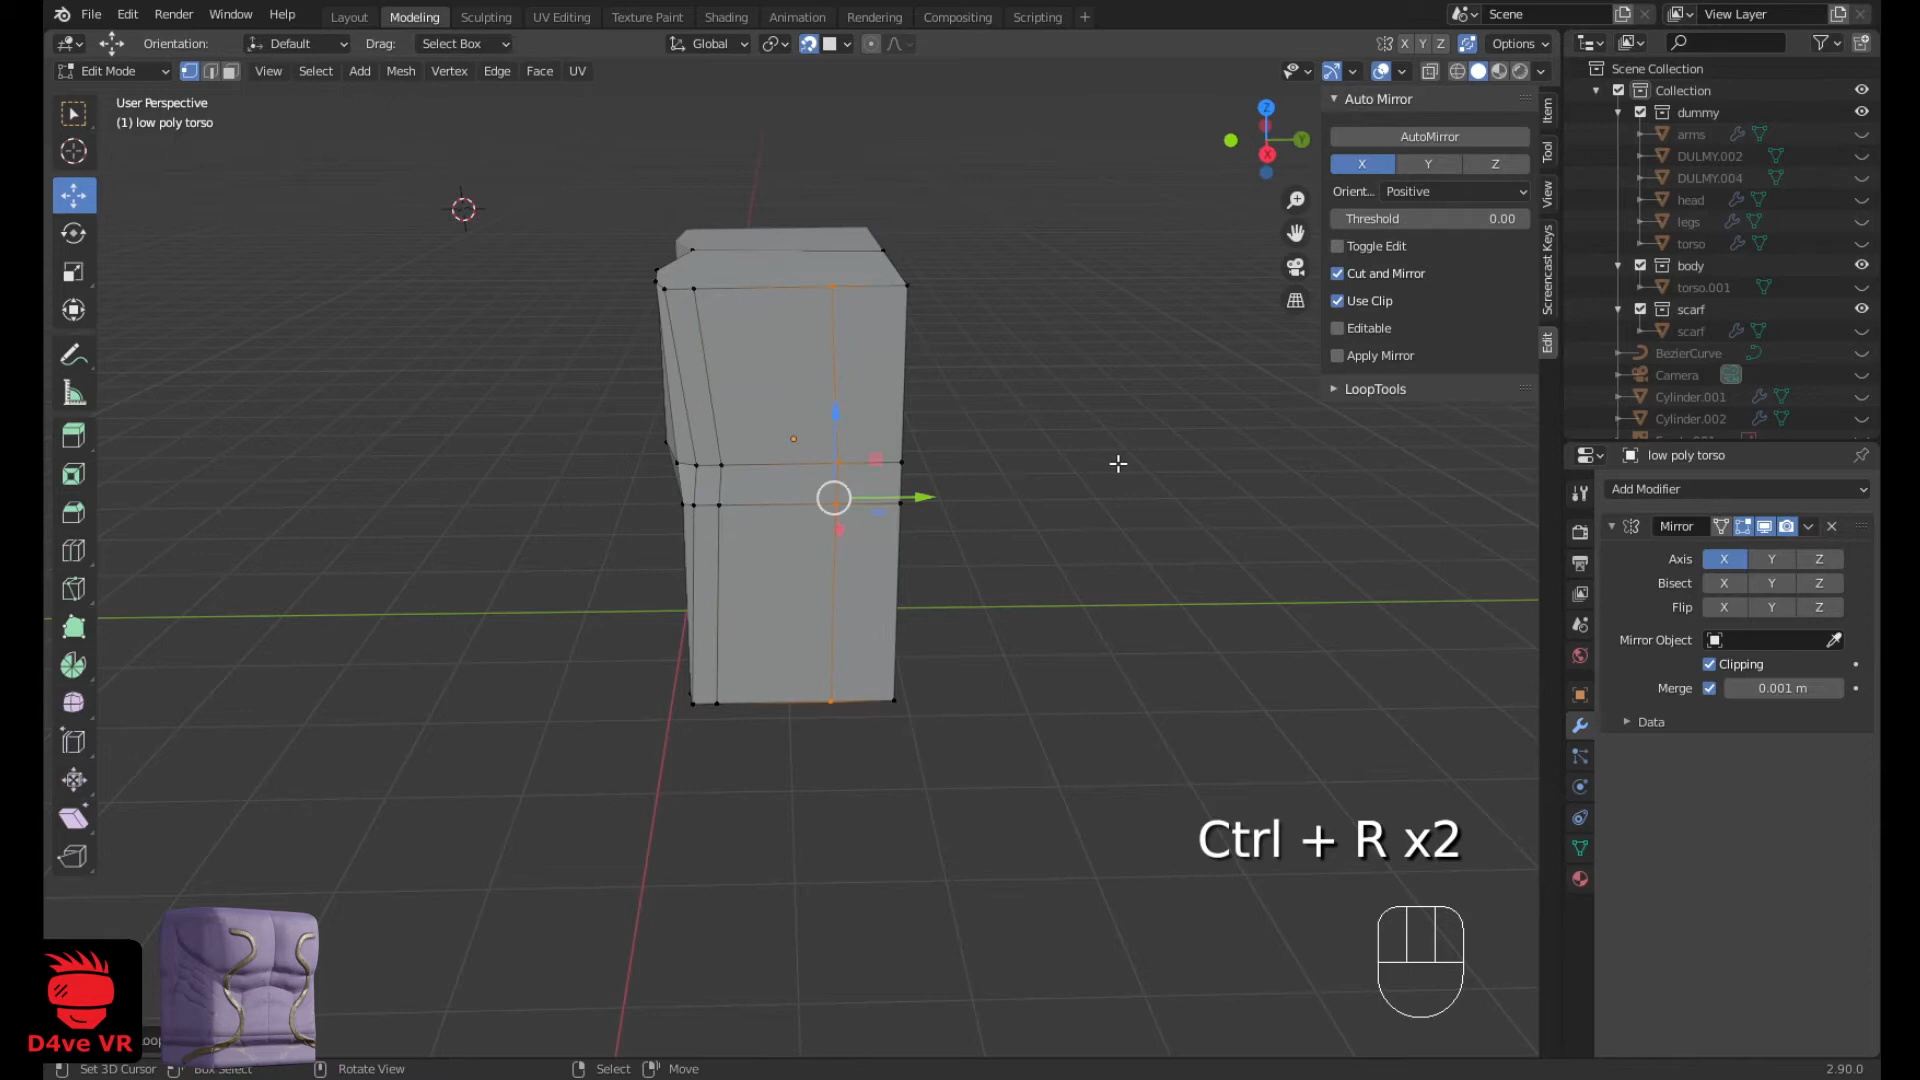 File Edit Render Window Help
Layout Modeling Sculpting UV Editing Texture Paint Shading Animation Rendering Compositing Scripting +
Scene
View Layer
Orientation: Default Drag: Select Box
Global
X Y Z
Options
Edit Mode View Select Add Mesh Vertex Edge Face UV
User Perspective
(1) low poly torso
Z
Y
X
Auto Mirror
AutoMirror
X Y Z
Orient... Positive
Threshold 0.00
Toggle Edit
Cut and Mirror
Use Clip
Editable
Apply Mirror
LoopTools
Item
Tool
View
Screencast Keys
Edit
Scene Collection
Collection
dummy
arms
DULMY.002
DULMY.004
head
legs
torso
body
torso.001
scarf
scarf
BezierCurve
Camera
Cylinder.001
Cylinder.002
low poly torso
Add Modifier
Mirror
Axis X Y Z
Bisect X Y Z
Flip X Y Z
Mirror Object
Clipping
Merge 0.001 m
Data
Ctrl + R x2
D4ve VR
Set 3D Cursor Box Select Rotate View Select Move
2.90.0